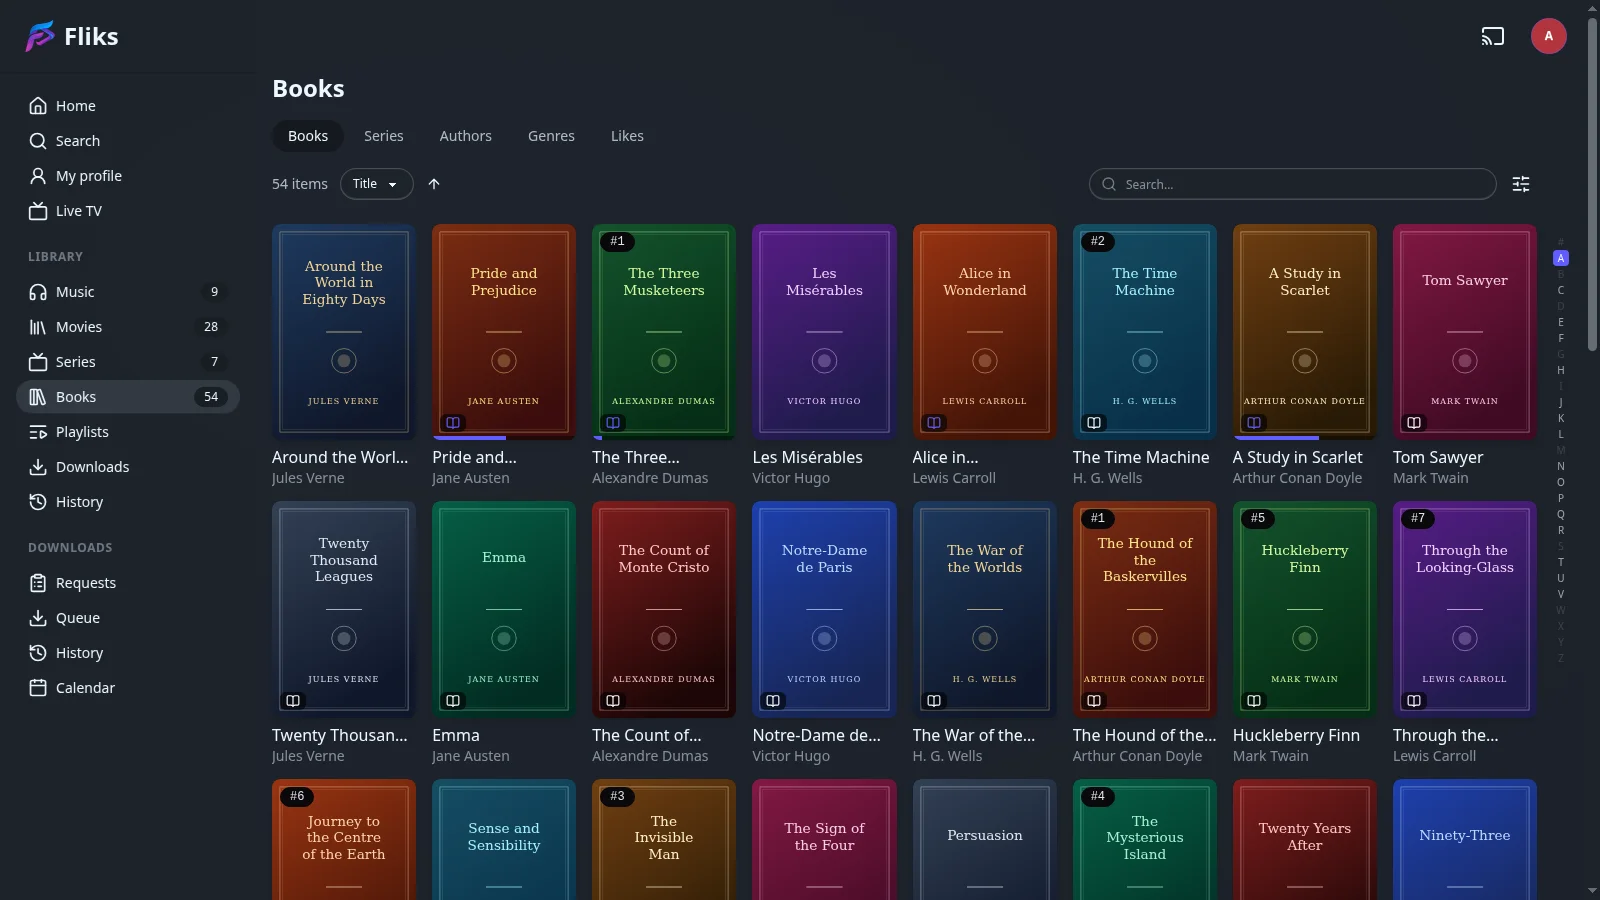 Fliks
A
Home
Search
My profile
Live TV
LIBRARY
Music 9
Movies 28
Series 7
Books 54
Playlists
Downloads
History
DOWNLOADS
Requests
Queue
History
Calendar
Books
Books Series Authors Genres Likes
54 items Title Search...
Around the
World in
Eighty Days
JULES VERNE
Around the Worl...
Jules Verne
Pride and
Prejudice
JANE AUSTEN
Pride and...
Jane Austen
#1
The Three
Musketeers
ALEXANDRE DUMAS
The Three...
Alexandre Dumas
Les
Misérables
VICTOR HUGO
Les Misérables
Victor Hugo
Alice in
Wonderland
LEWIS CARROLL
Alice in...
Lewis Carroll
#2
The Time
Machine
H. G. WELLS
The Time Machine
H. G. Wells
A Study in
Scarlet
ARTHUR CONAN DOYLE
A Study in Scarlet
Arthur Conan Doyle
Tom Sawyer
MARK TWAIN
Tom Sawyer
Mark Twain
Twenty
Thousand
Leagues
JULES VERNE
Twenty Thousan...
Jules Verne
Emma
JANE AUSTEN
Emma
Jane Austen
The Count of
Monte Cristo
ALEXANDRE DUMAS
The Count of...
Alexandre Dumas
Notre-Dame
de Paris
VICTOR HUGO
Notre-Dame de...
Victor Hugo
The War of
the Worlds
H. G. WELLS
The War of the...
H. G. Wells
#1
The Hound of
the
Baskervilles
ARTHUR CONAN DOYLE
The Hound of the...
Arthur Conan Doyle
#5
Huckleberry
Finn
MARK TWAIN
Huckleberry Finn
Mark Twain
#7
Through the
Looking-Glass
LEWIS CARROLL
Through the...
Lewis Carroll
#6
Journey to
the Centre
of the Earth
Sense and
Sensibility
#3
The
Invisible
Man
The Sign of
the Four
Persuasion
#4
The
Mysterious
Island
Twenty Years
After
Ninety-Three
#
A
B
C
D
E
F
G
H
I
J
K
L
M
N
O
P
Q
R
S
T
U
V
W
X
Y
Z